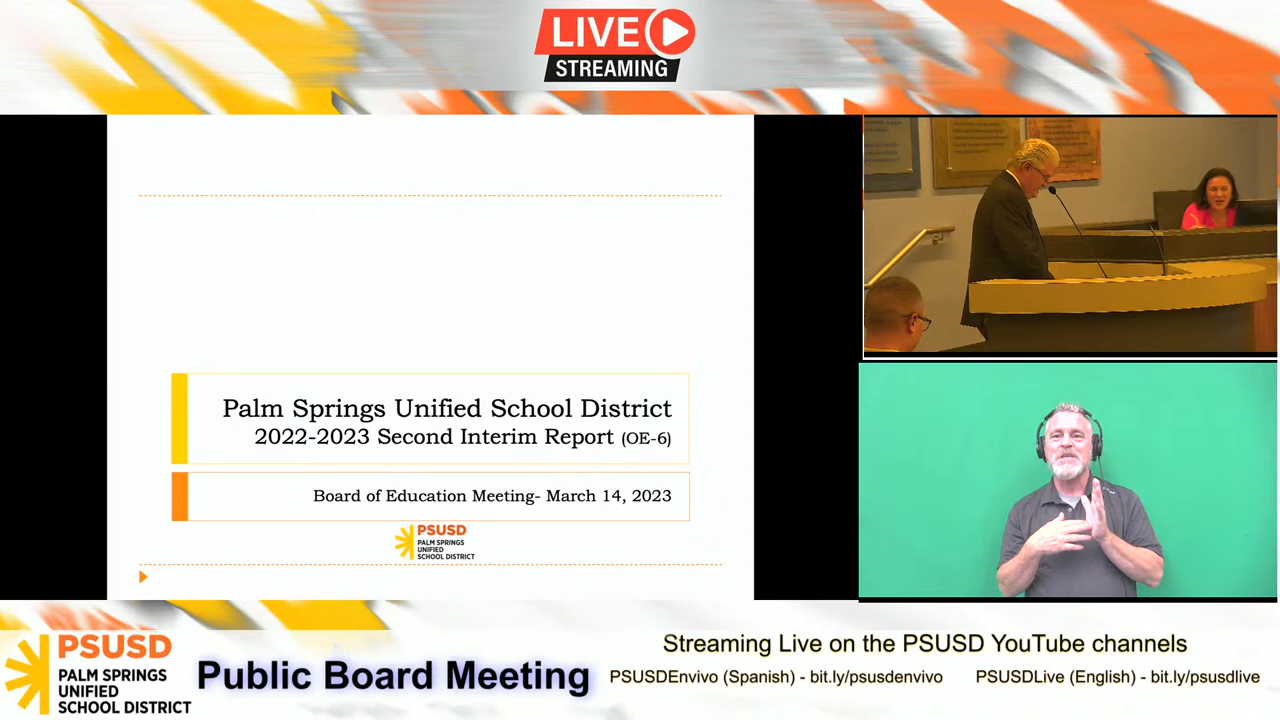 LIVE
STREAMING
Palm Springs Unified School District
2022-2023 Second Interim Report (OE-6)
Board of Education Meeting- March 14, 2023
PSUSD
PALM SPRINGS
UNIFIED
SCHOOL DISTRICT
PSUSD
PALM SPRINGS
UNIFIED
SCHOOL DISTRICT
Public Board Meeting
Streaming Live on the PSUSD YouTube channels
PSUSDEnvivo (Spanish) - bit.ly/psusdenvivo
PSUSDLive (English) - bit.ly/psusdlive